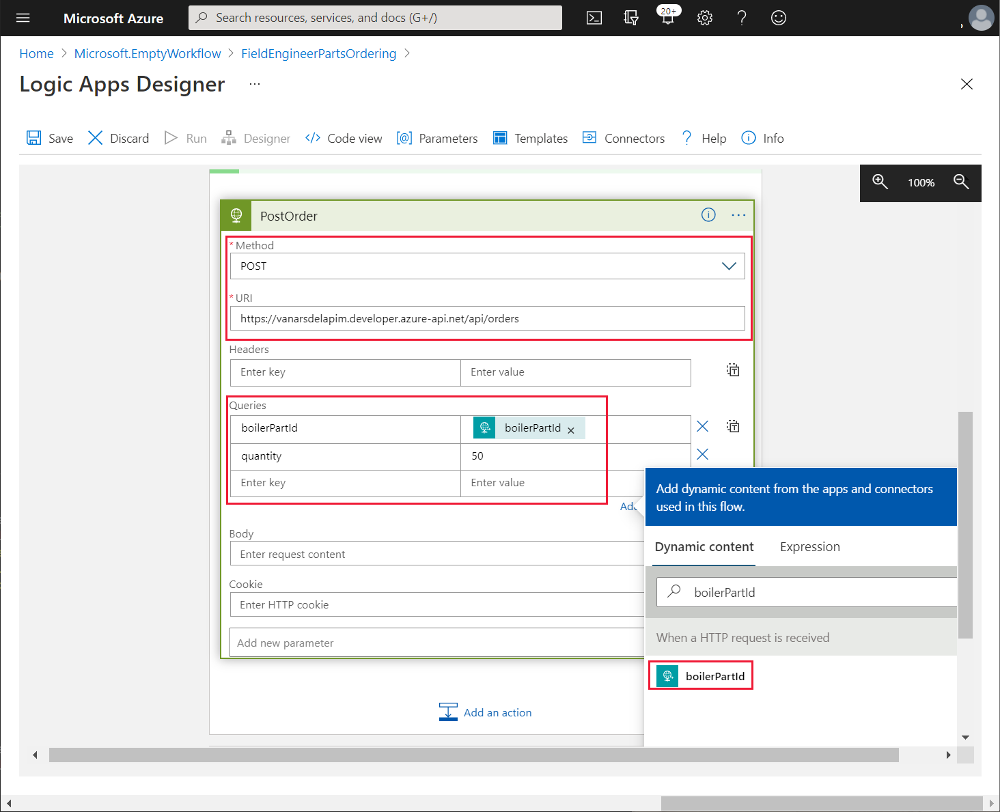 Microsoft Azure
Search resources, services, and docs (G+/)
20+
Home > Microsoft.EmptyWorkflow > FieldEngineerPartsOrdering >
Logic Apps Designer ...
Save Discard Run Designer Code view Parameters Templates Connectors Help Info
100%
PostOrder
* Method
POST
* URI
https://vanarsdelapim.developer.azure-api.net/api/orders
Headers
Enter key Enter value
Queries
boilerPartId boilerPartId
quantity 50
Enter key Enter value
Add dynamic content from the apps and connectors
used in this flow.
Dynamic content Expression
Body
Enter request content
boilerPartId
Cookie
Enter HTTP cookie
When a HTTP request is received
Add new parameter
boilerPartId
Add an action